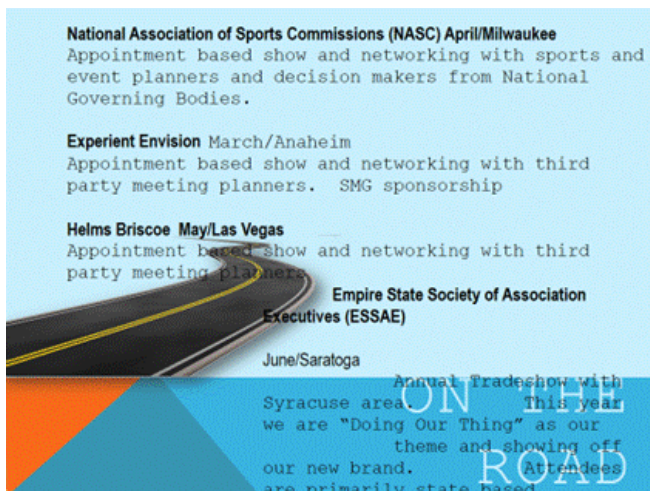 National Association of Sports Commissions (NASC) April/Milwaukee
Appointment based show and networking with sports and
event planners and decision makers from National
Governing Bodies.
Experient Envision March/Anaheim
Appointment based show and networking with third
party meeting planners. SMG sponsorship
Helms Briscoe May/Las Vegas
Appointment based show and networking with third
party meeting planners
Empire State Society of Association
Executives (ESSAE)
June/Saratoga
Annual Tradeshow with
Syracuse area. This year
we are “Doing Our Thing” as our
theme and showing off
our new brand. Attendees
are primarily state based
ON THE
ROAD